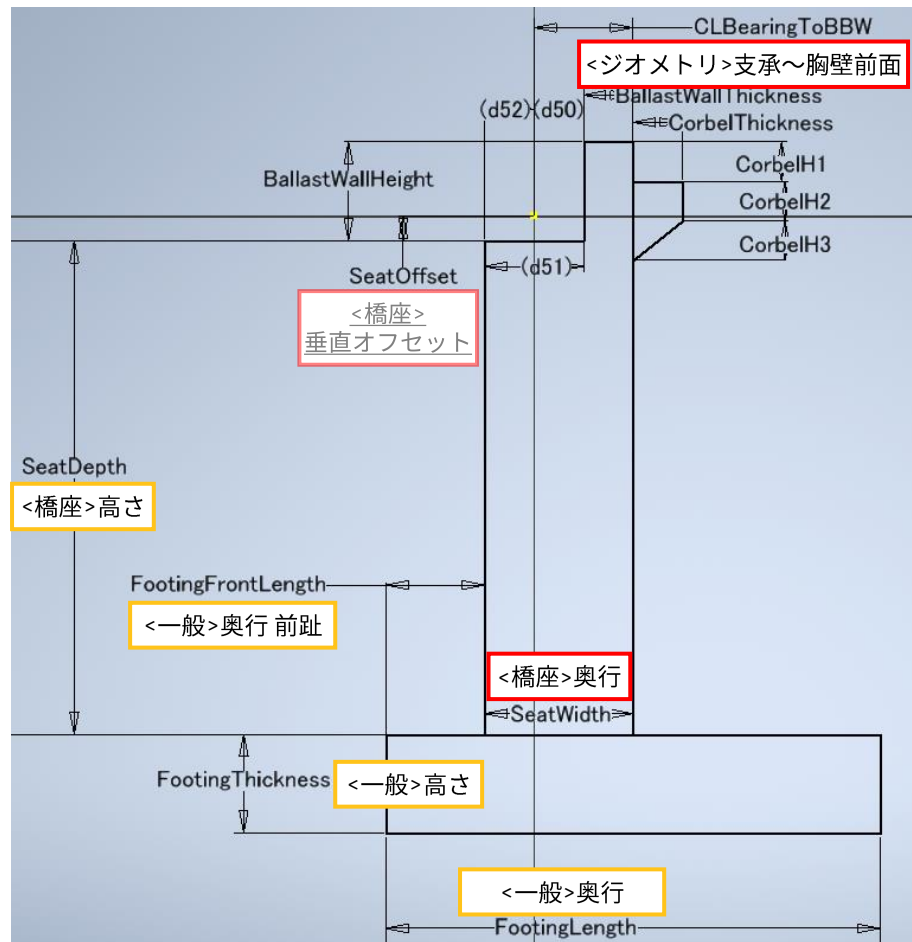 CLBearingToBBW
<ジオメトリ>支承～胸壁前面
BallastWallThickness
(d52)(d50)
CorbelThickness
CorbelH1
BallastWallHeight
CorbelH2
CorbelH3
(d51)
SeatOffset
<橋座>
垂直オフセット
SeatDepth
<橋座>高さ
FootingFrontLength
<一般>奥行 前趾
<橋座>奥行
SeatWidth
FootingThickness
<一般>高さ
<一般>奥行
FootingLength